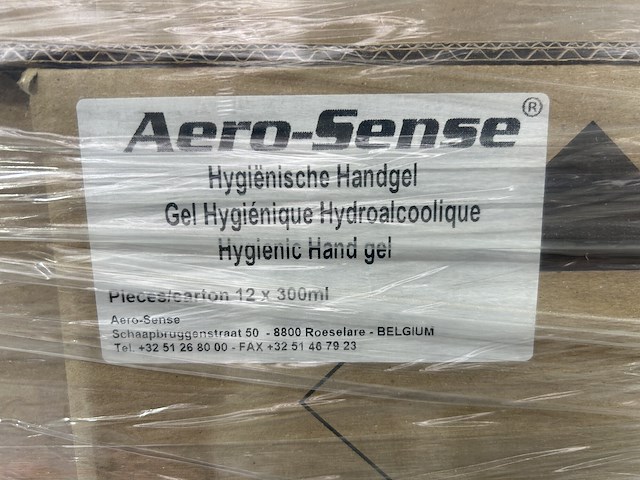 Aero-Sense®
Hygiënische Handgel
Gel Hygiénique Hydroalcoolique
Hygienic Hand gel
Pieces/carton 12 x 300ml
Aero-Sense
Schaapbruggenstraat 50 - 8800 Roeselare - BELGIUM
Tel. +32 51 26 80 00 - FAX +32 51 46 79 23